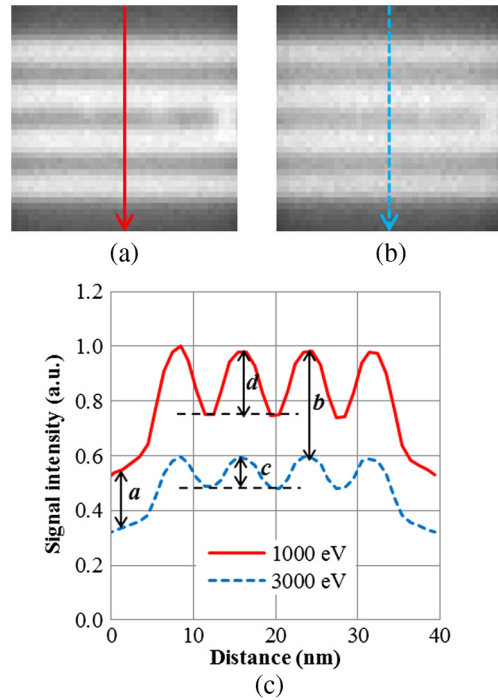 (a) (b)
1.2
1.0
0.8
0.6
0.4
0.2
0.0
Signal intensity (a.u.)
a
d
b
c
1000 eV
3000 eV
0 10 20 30 40
Distance (nm)
(c)